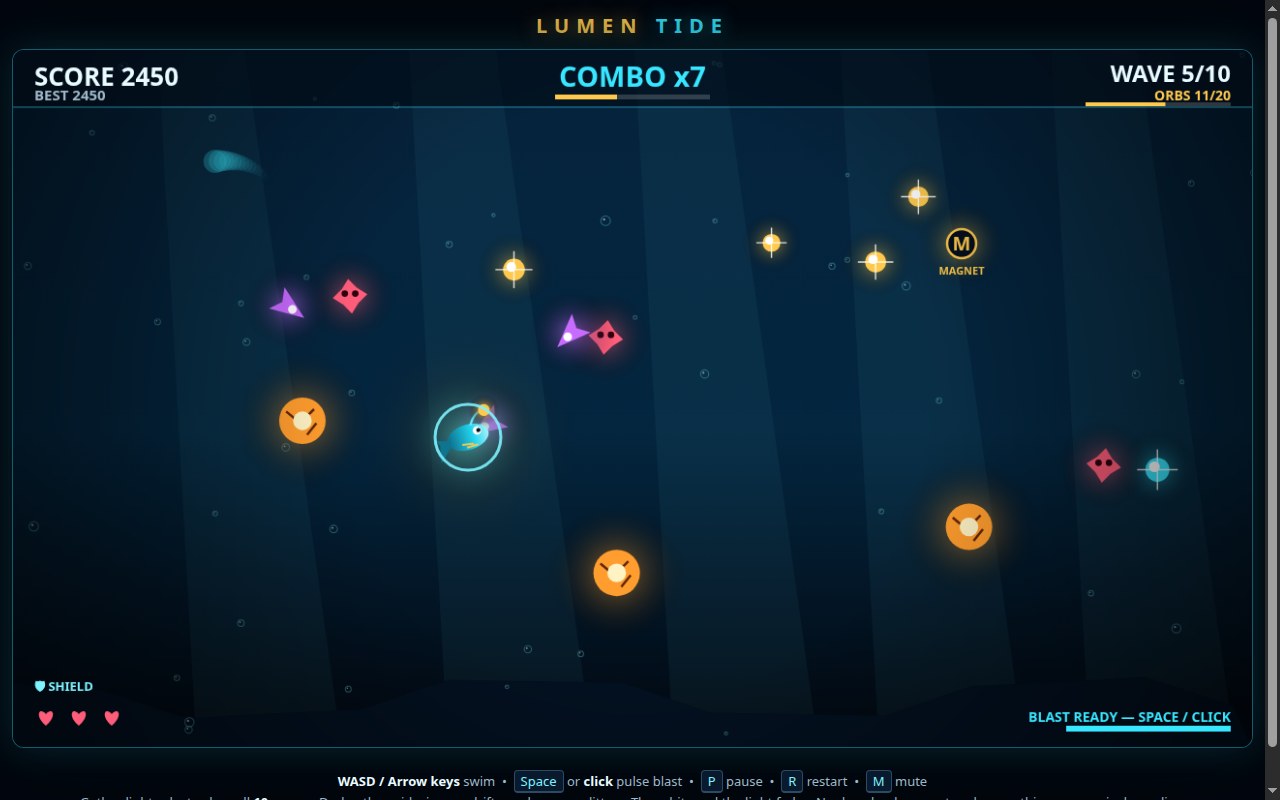 LUMEN TIDE
SCORE 2450
BEST 2450
COMBO x7
WAVE 5/10
ORBS 11/20
M
MAGNET
SHIELD
BLAST READY — SPACE / CLICK
WASD / Arrow keys swim • Space or click pulse blast • P pause • R restart • M mute